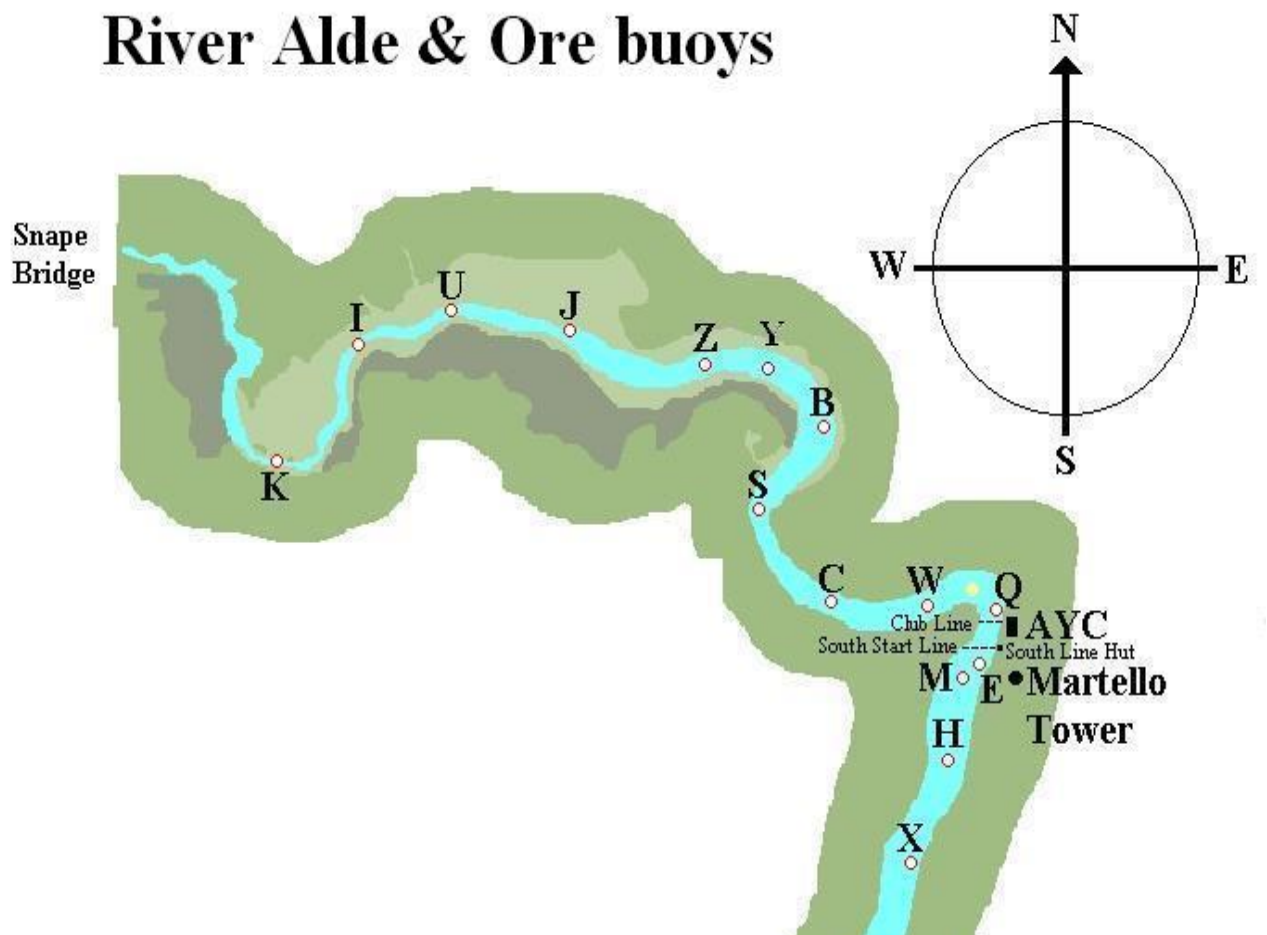 River Alde & Ore buoys
N
W
E
S
Snape
Bridge
U
I
J
Z
Y
B
K
S
C
W
Q
Club Line
AYC
South Start Line
South Line Hut
M
E
Martello
Tower
H
X